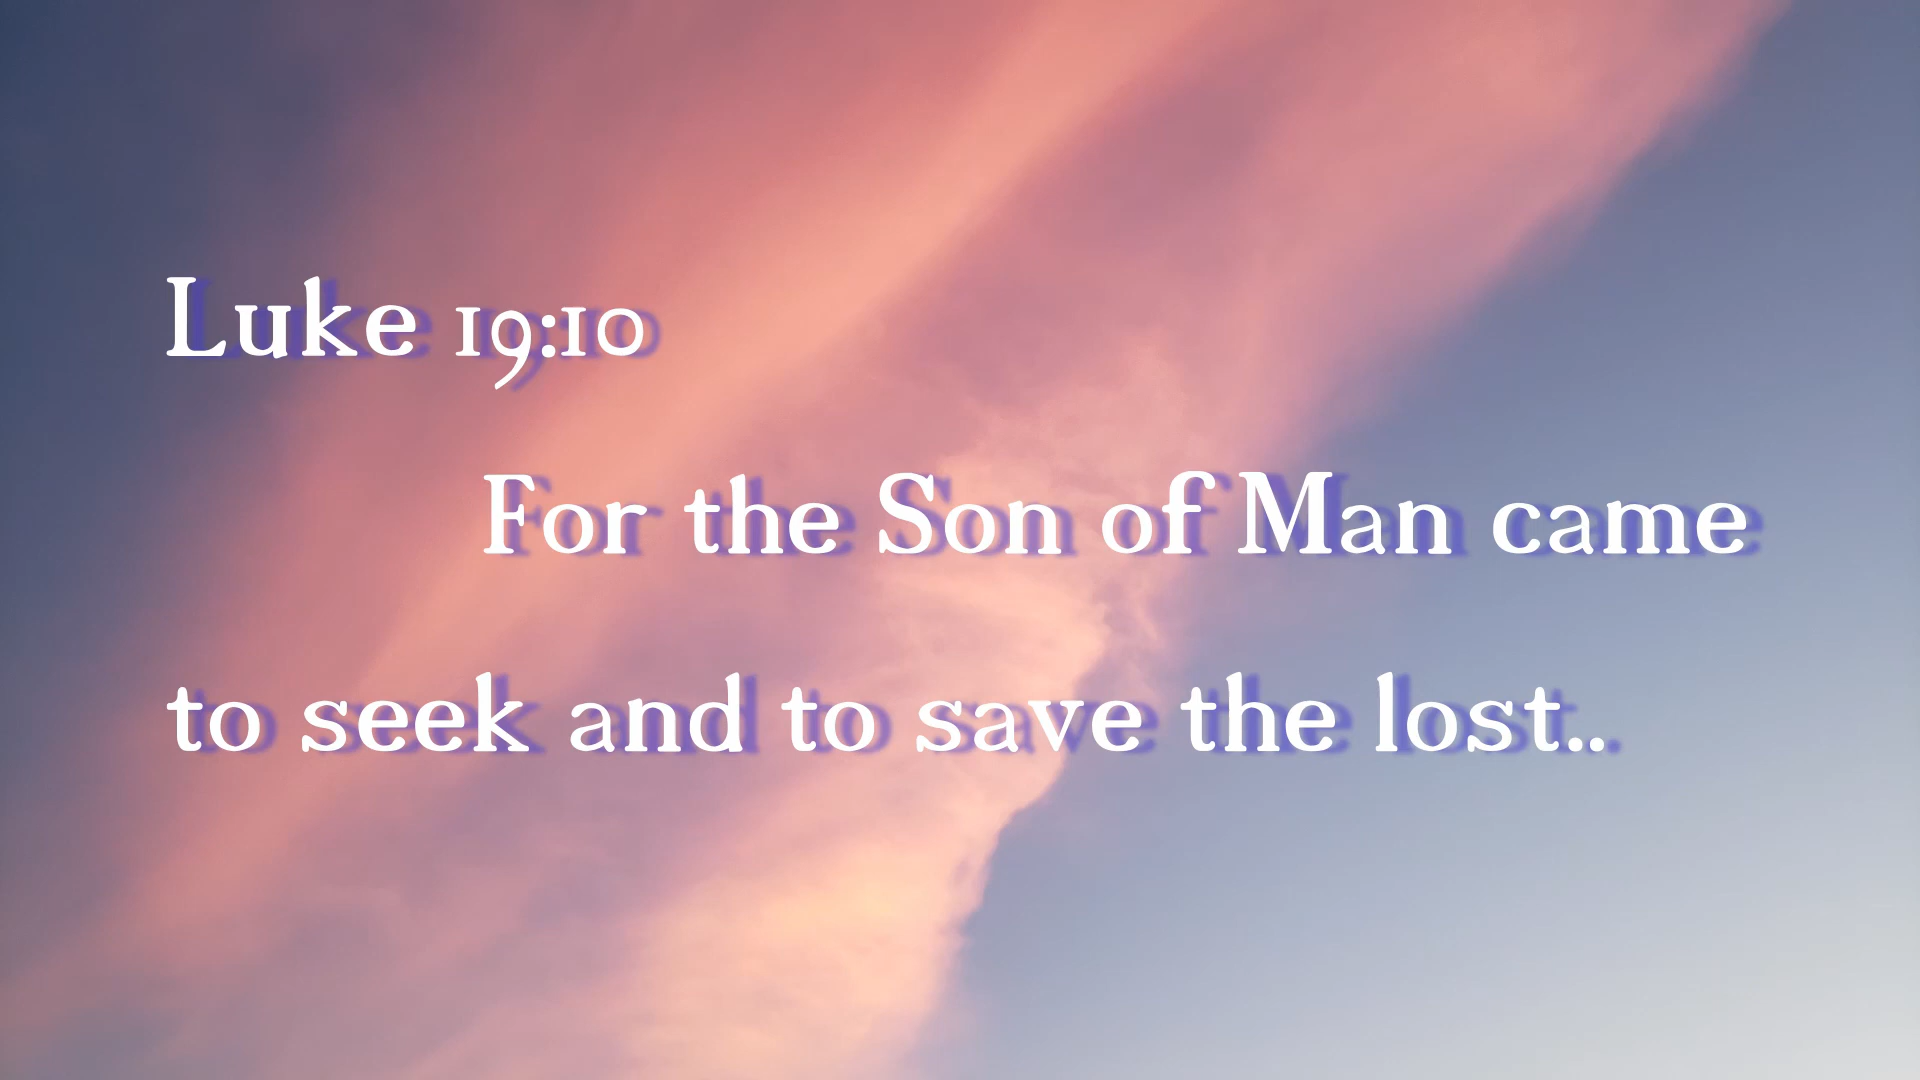 Luke 19:10
For the Son of Man came
to seek and to save the lost..